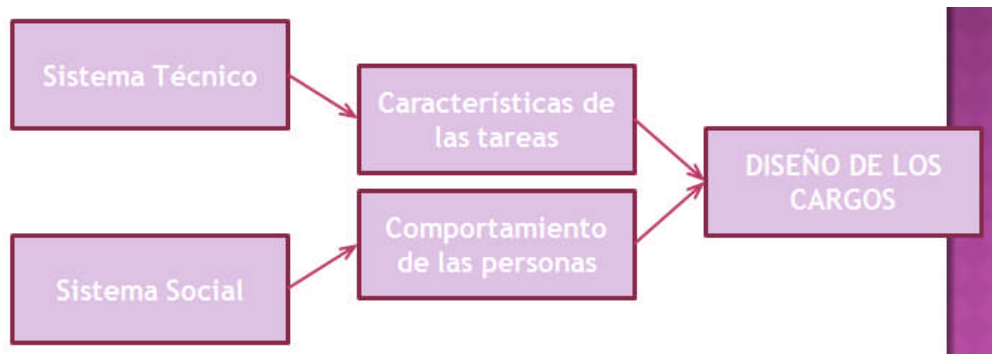 Sistema Técnico
Características de
las tareas
DISEÑO DE LOS
CARGOS
Comportamiento
de las personas
Sistema Social